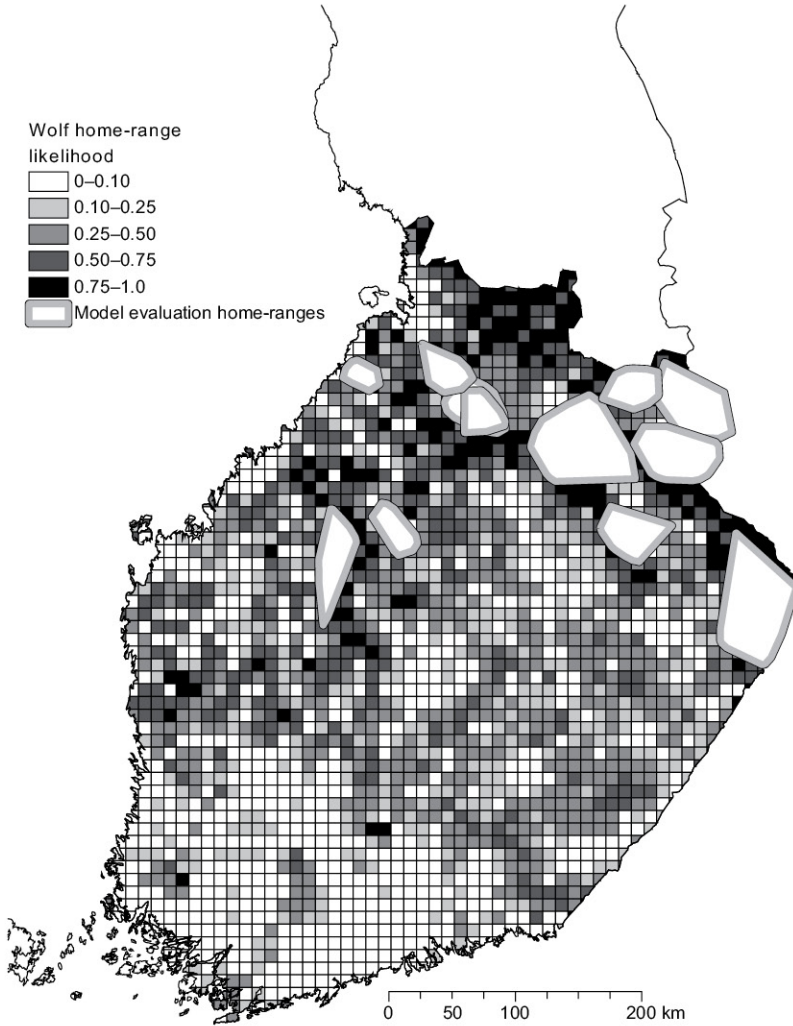 Wolf home-range
likelihood
0–0.10
0.10–0.25
0.25–0.50
0.50–0.75
0.75–1.0
Model evaluation home-ranges
0 50 100 200 km